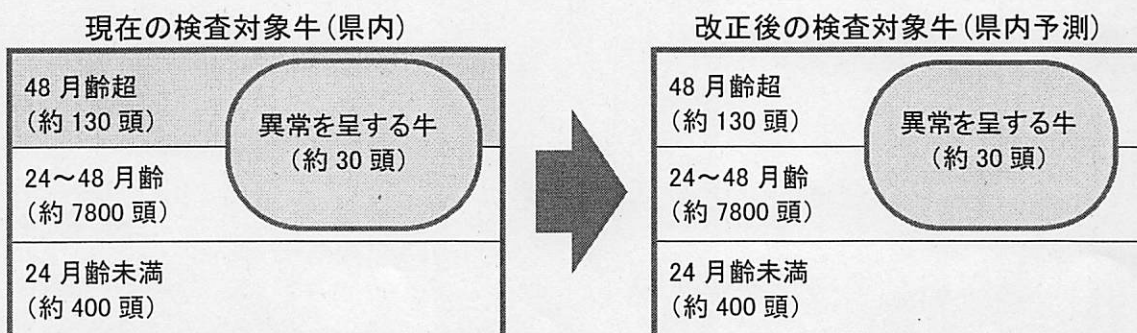 現在の検査対象牛(県内)
48 月齢超
(約 130 頭)
異常を呈する牛
(約 30 頭)
24～48 月齢
(約 7800 頭)
24 月齢未満
(約 400 頭)
改正後の検査対象牛(県内予測)
48 月齢超
(約 130 頭)
異常を呈する牛
(約 30 頭)
24～48 月齢
(約 7800 頭)
24 月齢未満
(約 400 頭)